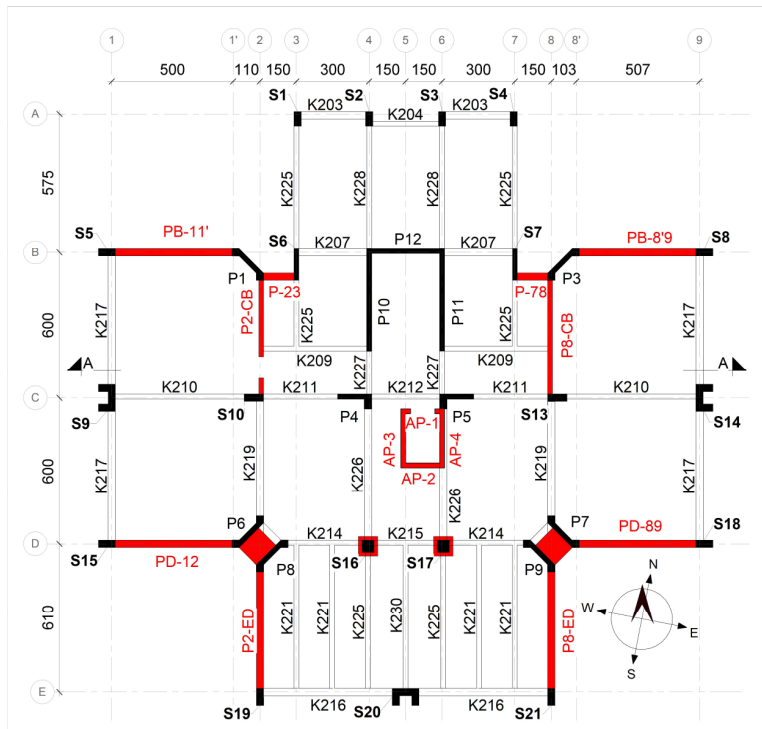 1 1' 2 3 4 5 6 7 8 8' 9
500 110 150 300 150 150 300 150 103 507
S1 K203 S2 K204 S3 K203 S4
A
575
K225 K228 K228 K225
S5 PB-11' S6 K207 P12 K207 S7 PB-8'9 S8
B
P1 P-23 P-78 P3
600
K217 P2-CB K225 P10 P11 K225 P8-CB K217
K209 K227 K227 K209
A A
K210 K211 K212 K211 K210
C
S9 S10 P4 P5 S13 S14
AP-1
600
K217 K219 AP-3 AP-4 K219 K217
AP-2
K226 K226
P6 P7
K214 K215 K214
D
S15 PD-12 P8 S16 S17 P9 PD-89 S18
610
P2-ED K221 K221 K225 K230 K225 K221 K221 P8-ED
N
W E
S
E
K216 K216
S19 S20 S21